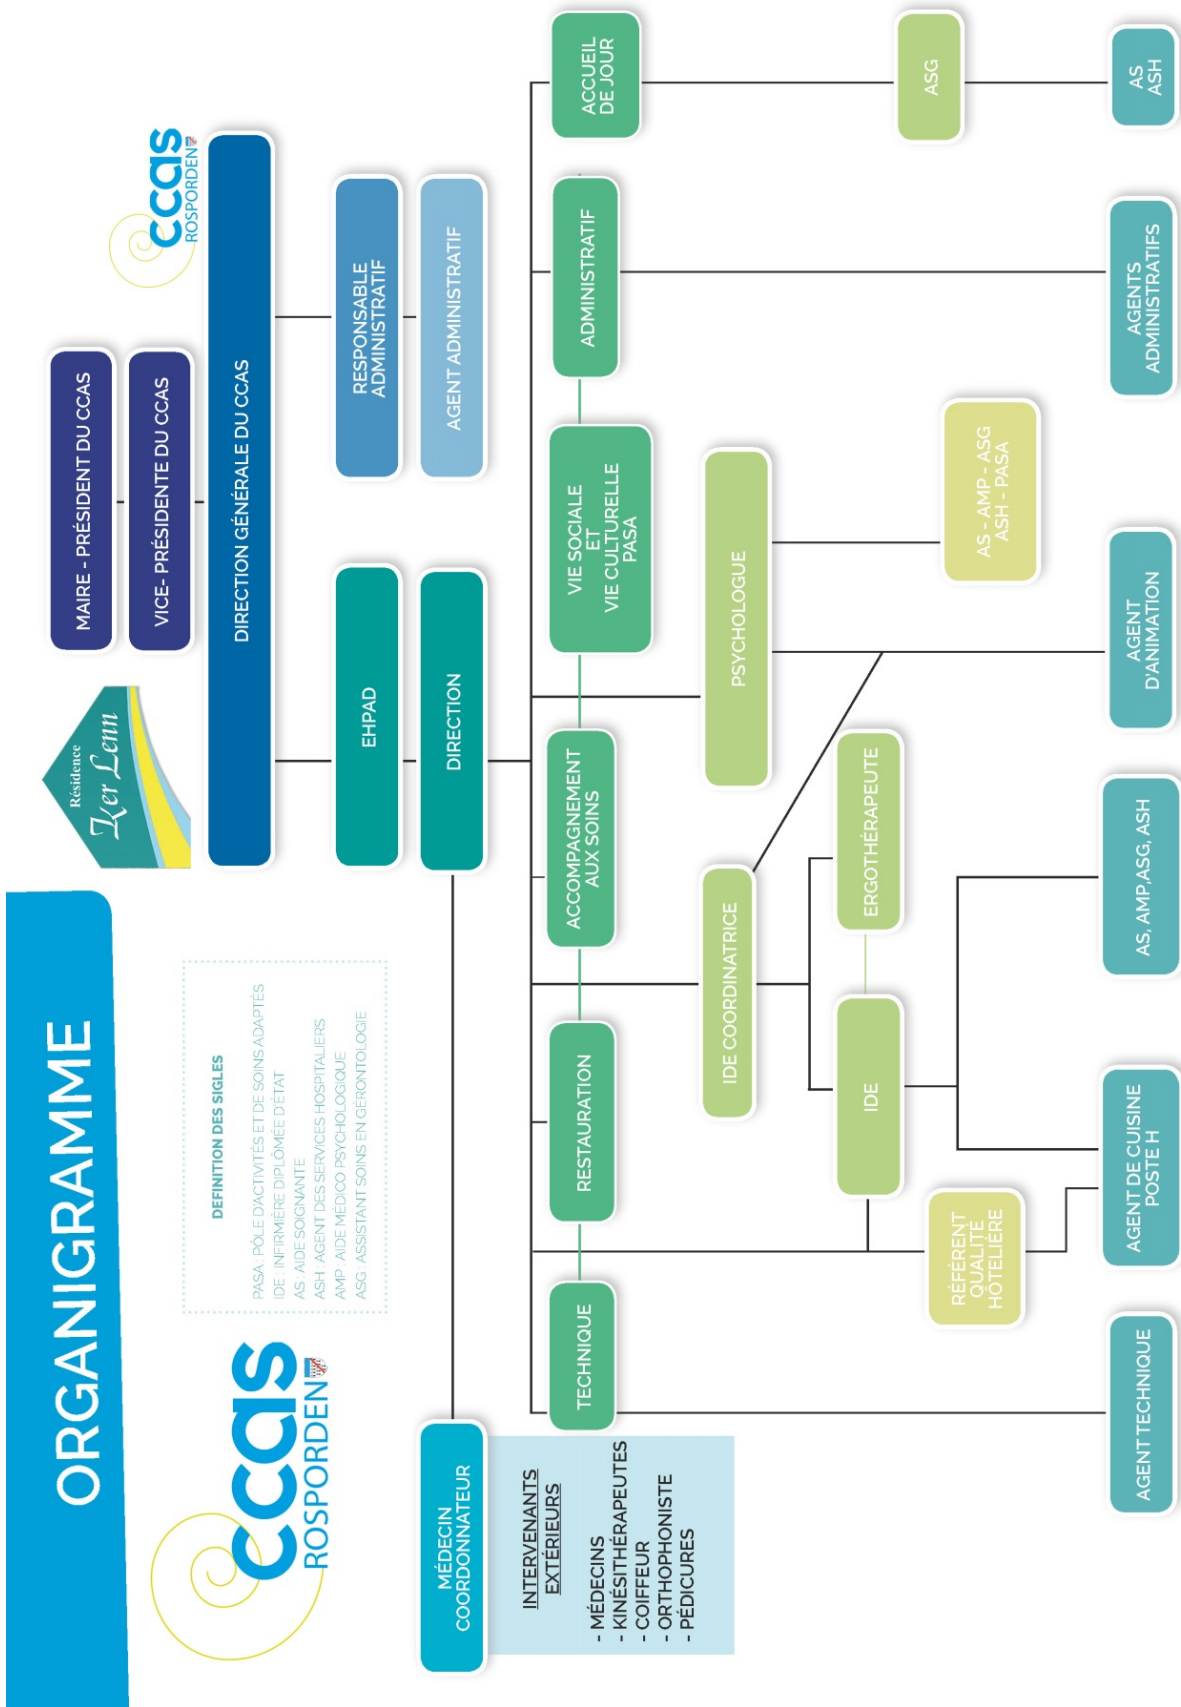 ORGANIGRAMME
Résidence
Ker Lenn
ccas
ROSPORDEN
ccas
ROSPORDEN
DEFINITION DES SIGLES
PASA : PÔLE D'ACTIVITÉS ET DE SOINS ADAPTÉS
IDE : INFIRMIÈRE DIPLÔMÉE D'ÉTAT
AS : AIDE SOIGNANTE
ASH : AGENT DES SERVICES HOSPITALIERS
AMP : AIDE MÉDICO PSYCHOLOGIQUE
ASG : ASSISTANT SOINS EN GÉRONTOLOGIE
MAIRE - PRÉSIDENT DU CCAS
VICE- PRÉSIDENTE DU CCAS
DIRECTION GÉNÉRALE DU CCAS
EHPAD
RESPONSABLE
ADMINISTRATIF
MÉDECIN
COORDONNATEUR
DIRECTION
AGENT ADMINISTRATIF
INTERVENANTS
EXTÉRIEURS
- MÉDECINS
- KINÉSITHÉRAPEUTES
- COIFFEUR
- ORTHOPHONISTE
- PÉDICURES
TECHNIQUE
RESTAURATION
ACCOMPAGNEMENT
AUX SOINS
VIE SOCIALE
ET
VIE CULTURELLE
PASA
ADMINISTRATIF
ACCUEIL
DE JOUR
IDE COORDINATRICE
PSYCHOLOGUE
IDE
ERGOTHÉRAPEUTE
RÉFÉRENT
QUALITÉ
HÔTELIÈRE
AS - AMP - ASG
ASH - PASA
ASG
AGENT TECHNIQUE
AGENT DE CUISINE
POSTE H
AS, AMP,ASG, ASH
AGENT
D'ANIMATION
AGENTS
ADMINISTRATIFS
AS
ASH